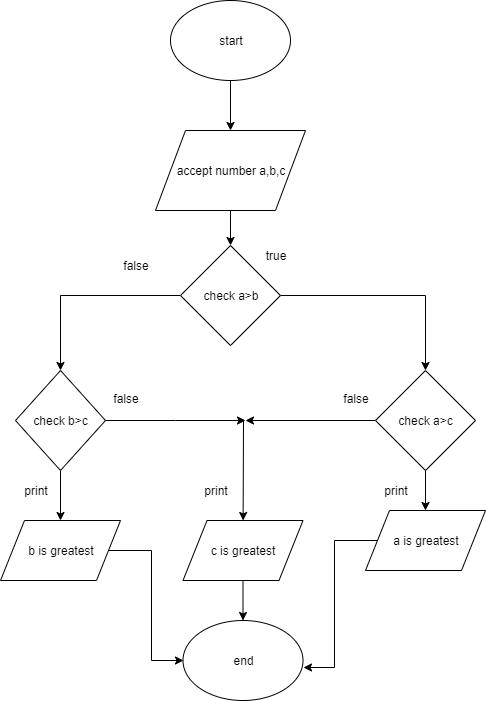 start
accept number a,b,c
false
true
check a>b
false
false
check b>c
check a>c
print
print
print
b is greatest
c is greatest
a is greatest
end